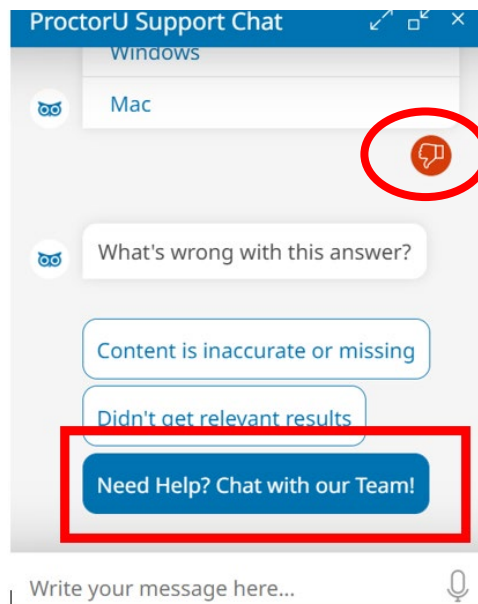 ProctorU Support Chat
Windows
Mac
What's wrong with this answer?
Content is inaccurate or missing
Didn't get relevant results
Need Help? Chat with our Team!
Write your message here...